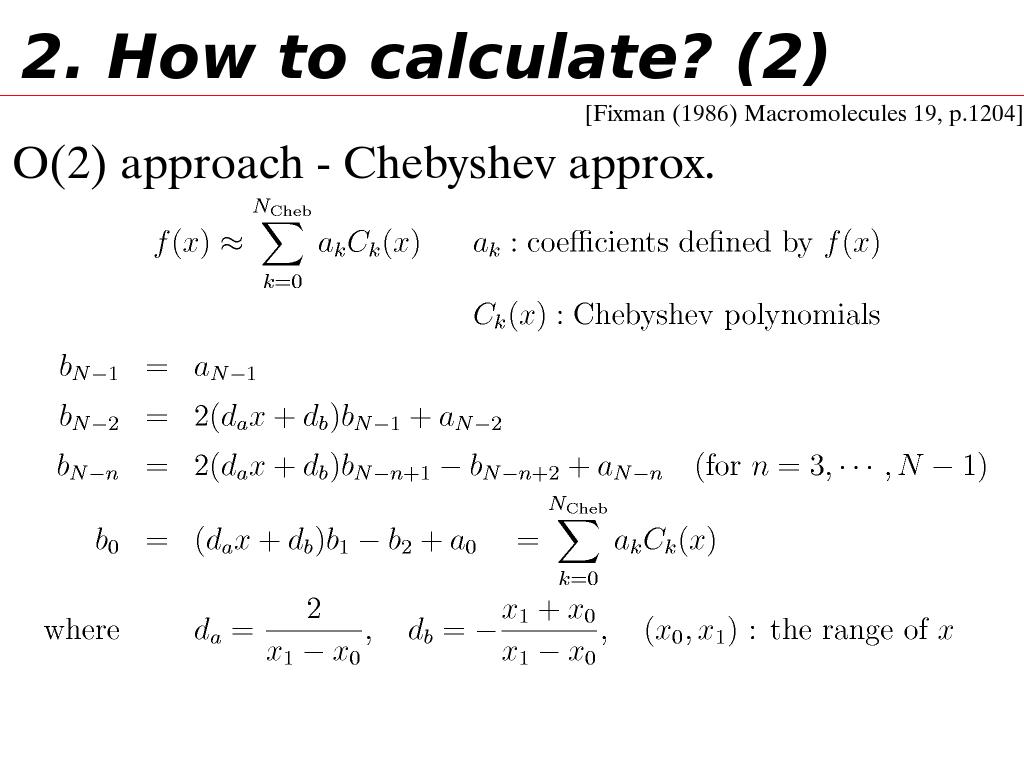 2. How to calculate? (2)
[Fixman (1986) Macromolecules 19, p.1204]
O(2) approach - Chebyshev approx.
f(x) ≈ \sum_{k=0}^{N_{Cheb}} a_k C_k(x)    a_k : coefficients defined by f(x)
C_k(x) : Chebyshev polynomials
b_{N-1} = a_{N-1}
b_{N-2} = 2(d_a x + d_b)b_{N-1} + a_{N-2}
b_{N-n} = 2(d_a x + d_b)b_{N-n+1} − b_{N-n+2} + a_{N-n}    (for n = 3, ⋯ , N − 1)
b_0 = (d_a x + d_b)b_1 − b_2 + a_0    = \sum_{k=0}^{N_{Cheb}} a_k C_k(x)
where    d_a = \frac{2}{x_1 − x_0},    d_b = −\frac{x_1 + x_0}{x_1 − x_0},    (x_0, x_1) : the range of x